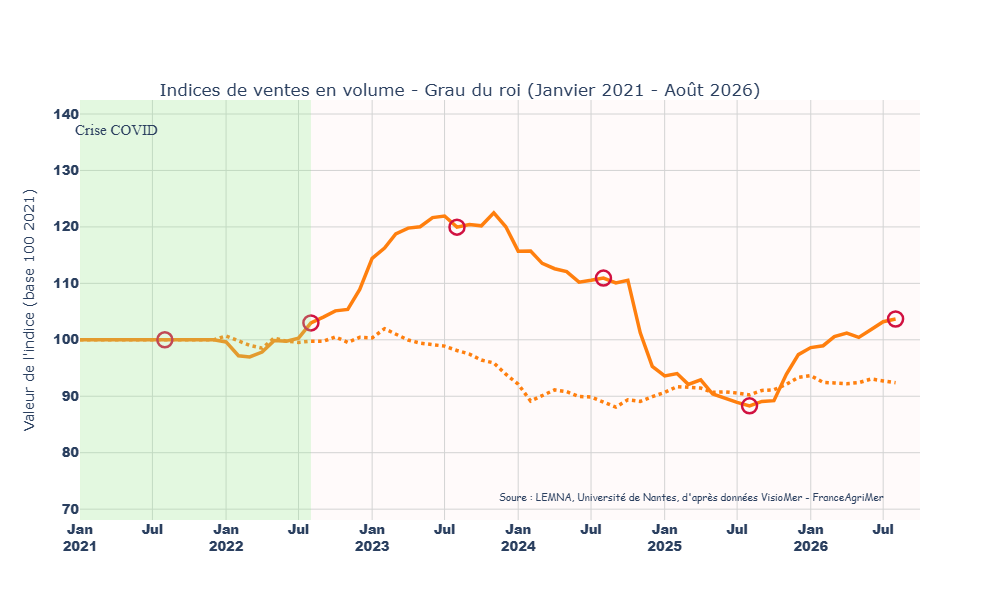 Indices de ventes en volume - Grau du roi (Janvier 2021 - Août 2026)
Valeur de l'indice (base 100 2021)
140
130
120
110
100
90
80
70
Crise COVID
Soure : LEMNA, Université de Nantes, d'après données VisioMer - FranceAgriMer
Jan Jul Jan Jul Jan Jul Jan Jul Jan Jul Jan Jul
2021 2022 2023 2024 2025 2026